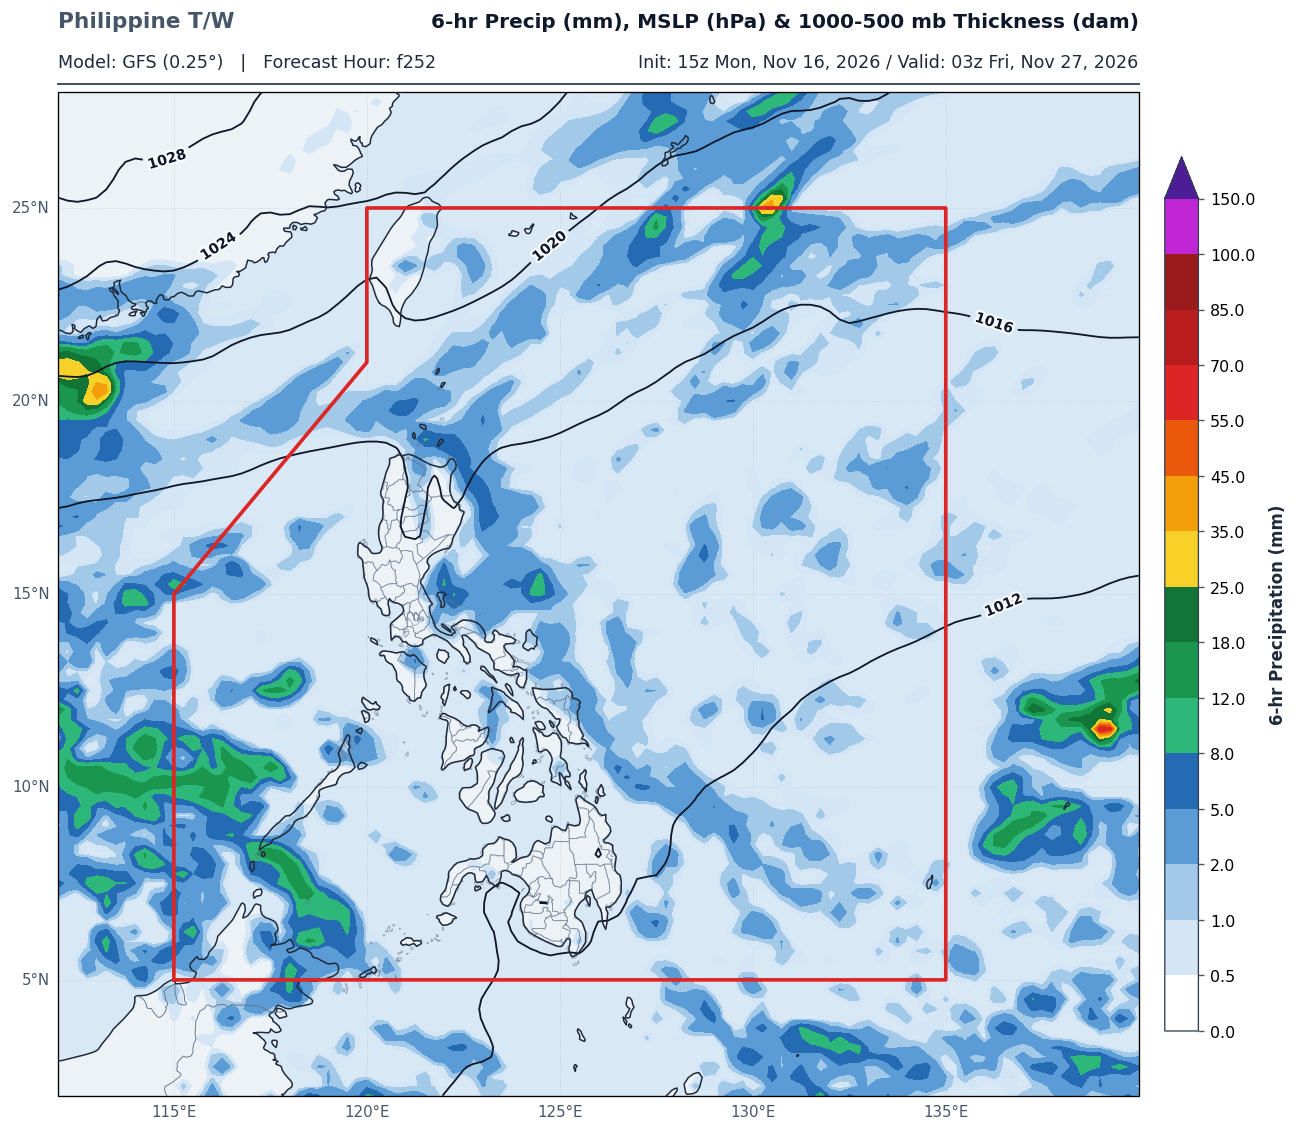 Philippine T/W
6-hr Precip (mm), MSLP (hPa) & 1000-500 mb Thickness (dam)
Model: GFS (0.25°) | Forecast Hour: f252
Init: 15z Mon, Nov 16, 2026 / Valid: 03z Fri, Nov 27, 2026
1028
1024
1020
1016
1012
25°N
20°N
15°N
10°N
5°N
115°E
120°E
125°E
130°E
135°E
150.0
100.0
85.0
70.0
55.0
45.0
35.0
25.0
18.0
12.0
8.0
5.0
2.0
1.0
0.5
0.0
6-hr Precipitation (mm)